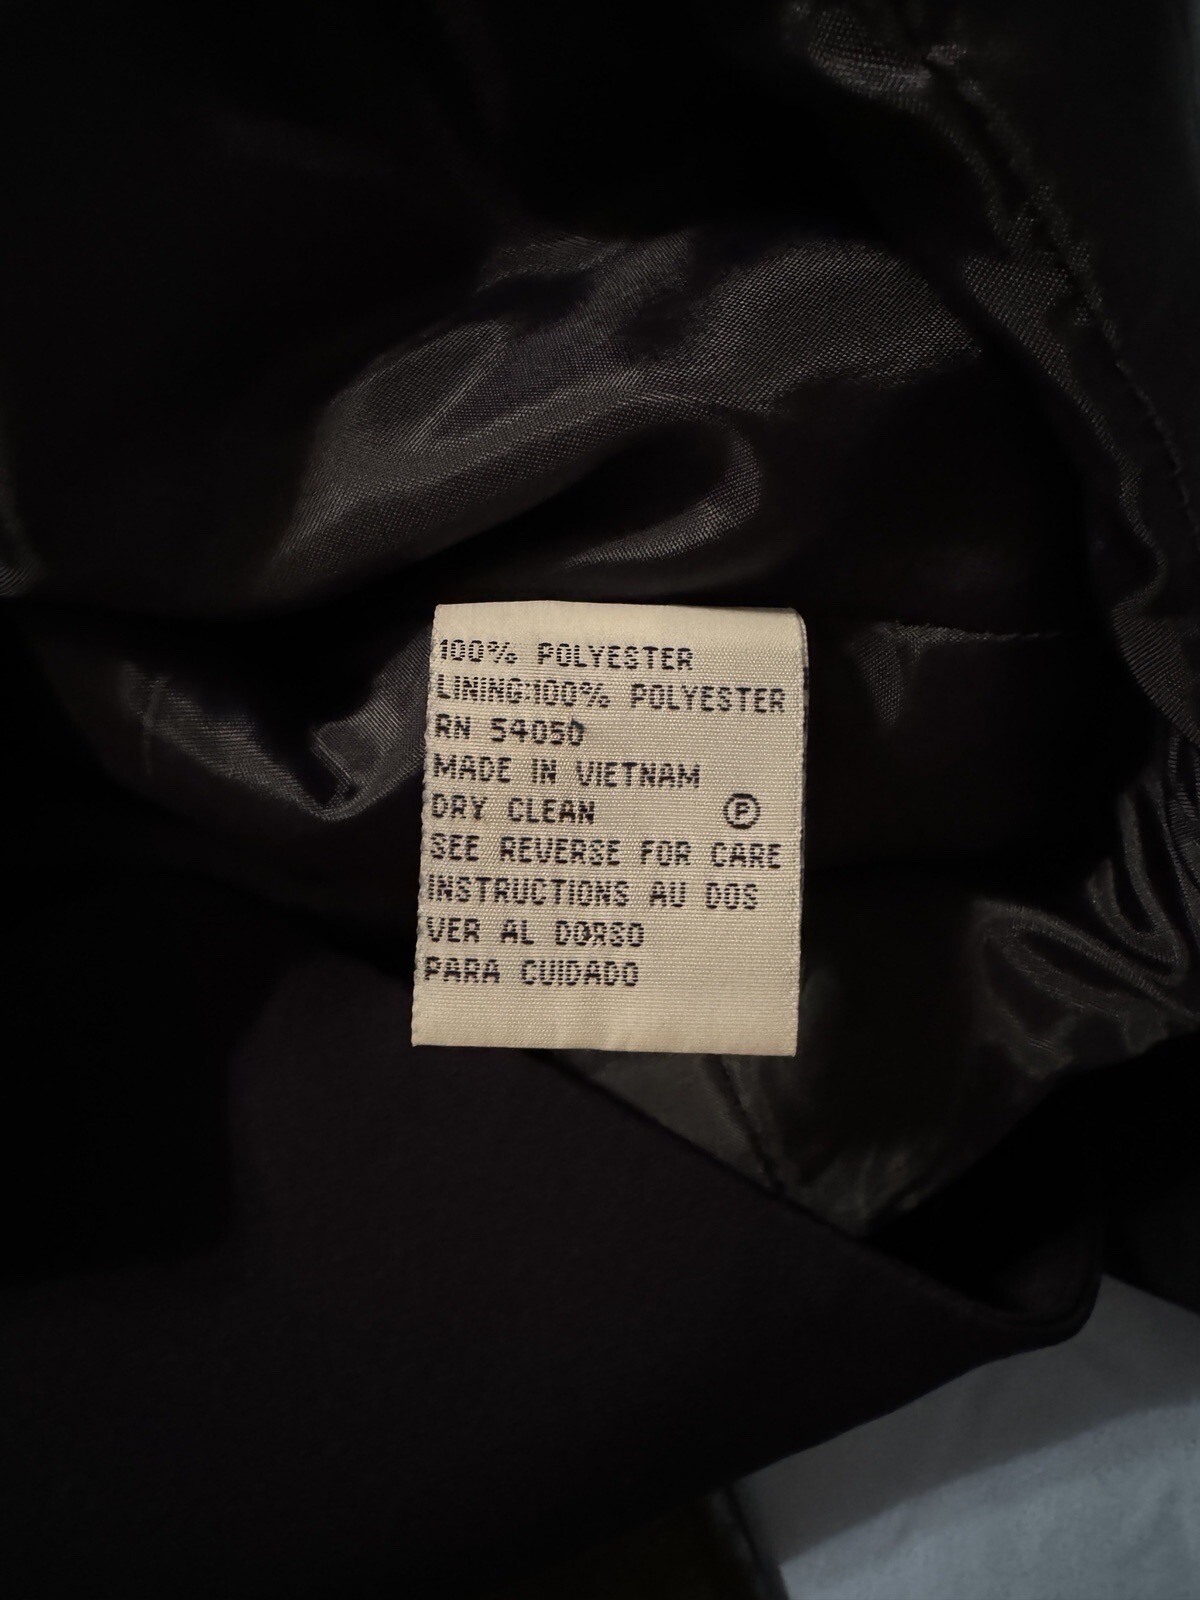 100% POLYESTER
LINING:100% POLYESTER
RN 54050
MADE IN VIETNAM
DRY CLEAN Ⓟ
SEE REVERSE FOR CARE
INSTRUCTIONS AU DOS
VER AL DORSO
PARA CUIDADO